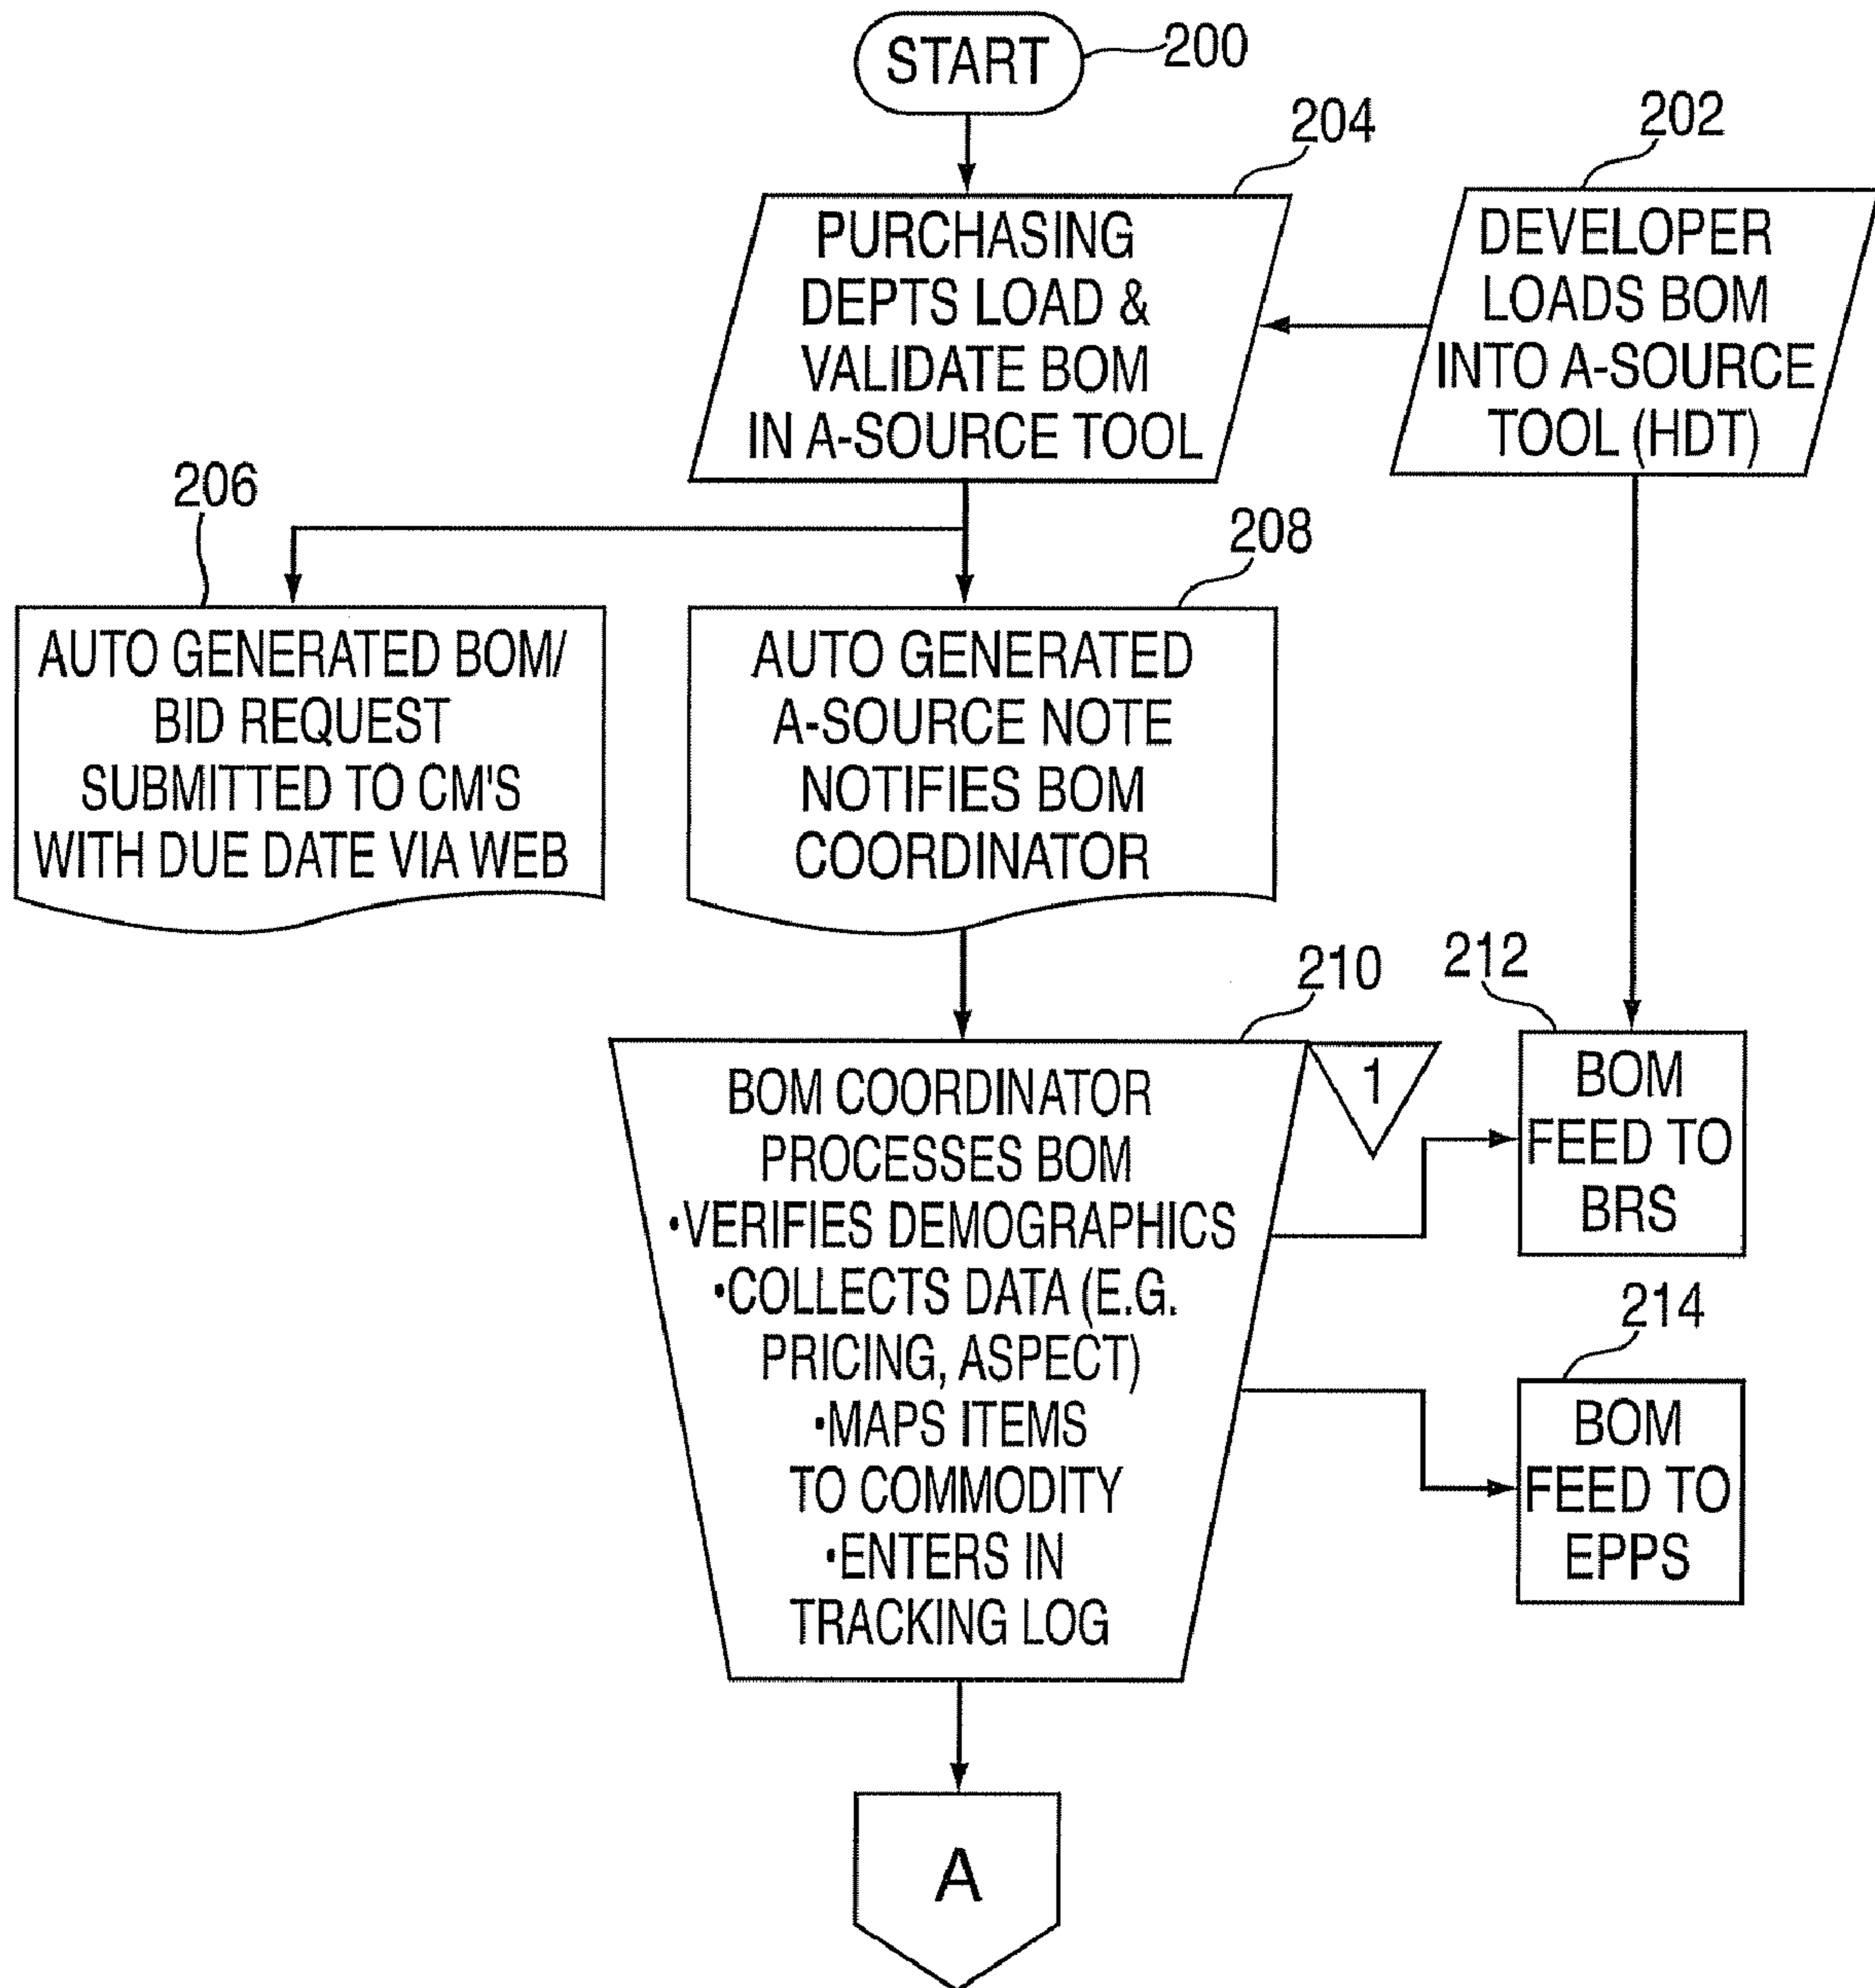 START
200
204
202
PURCHASING
DEPTS LOAD &
VALIDATE BOM
IN A-SOURCE TOOL
DEVELOPER
LOADS BOM
INTO A-SOURCE
TOOL (HDT)
206
208
AUTO GENERATED BOM/
BID REQUEST
SUBMITTED TO CM'S
WITH DUE DATE VIA WEB
AUTO GENERATED
A-SOURCE NOTE
NOTIFIES BOM
COORDINATOR
210
212
BOM COORDINATOR
PROCESSES BOM
•VERIFIES DEMOGRAPHICS
•COLLECTS DATA (E.G.
PRICING, ASPECT)
•MAPS ITEMS
TO COMMODITY
•ENTERS IN
TRACKING LOG
1
BOM
FEED TO
BRS
214
BOM
FEED TO
EPPS
A